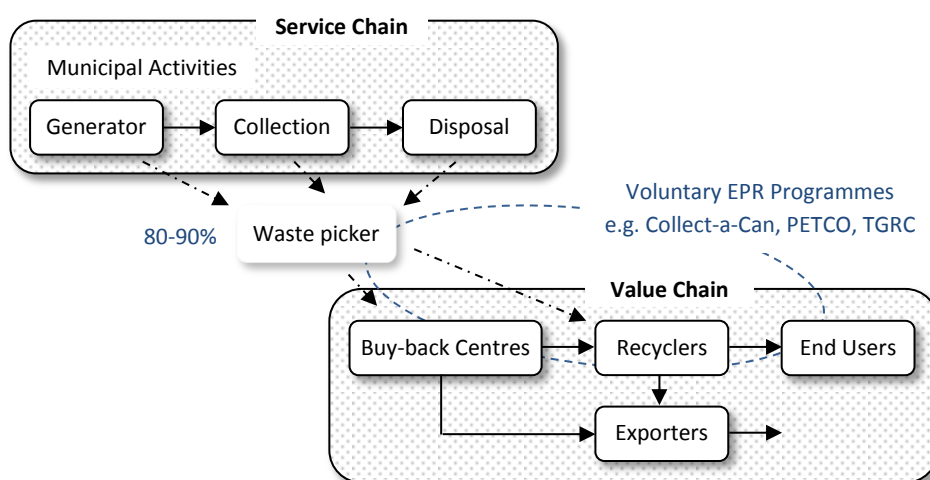 Service Chain
Municipal Activities
Generator
Collection
Disposal
Voluntary EPR Programmes
e.g. Collect-a-Can, PETCO, TGRC
80-90%
Waste picker
Value Chain
Buy-back Centres
Recyclers
End Users
Exporters